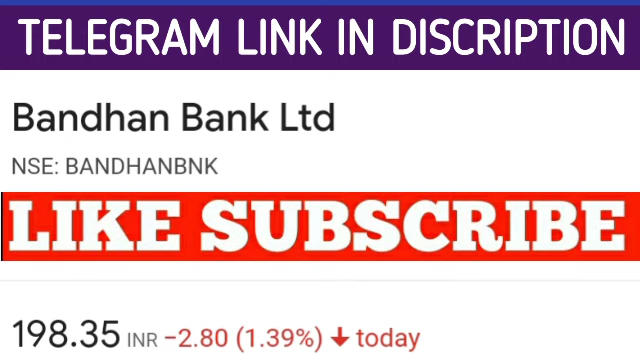 TELEGRAM LINK IN DISCRIPTION
Bandhan Bank Ltd
NSE: BANDHANBNK
LIKE SUBSCRIBE
198.35 INR −2.80 (1.39%) ↓ today